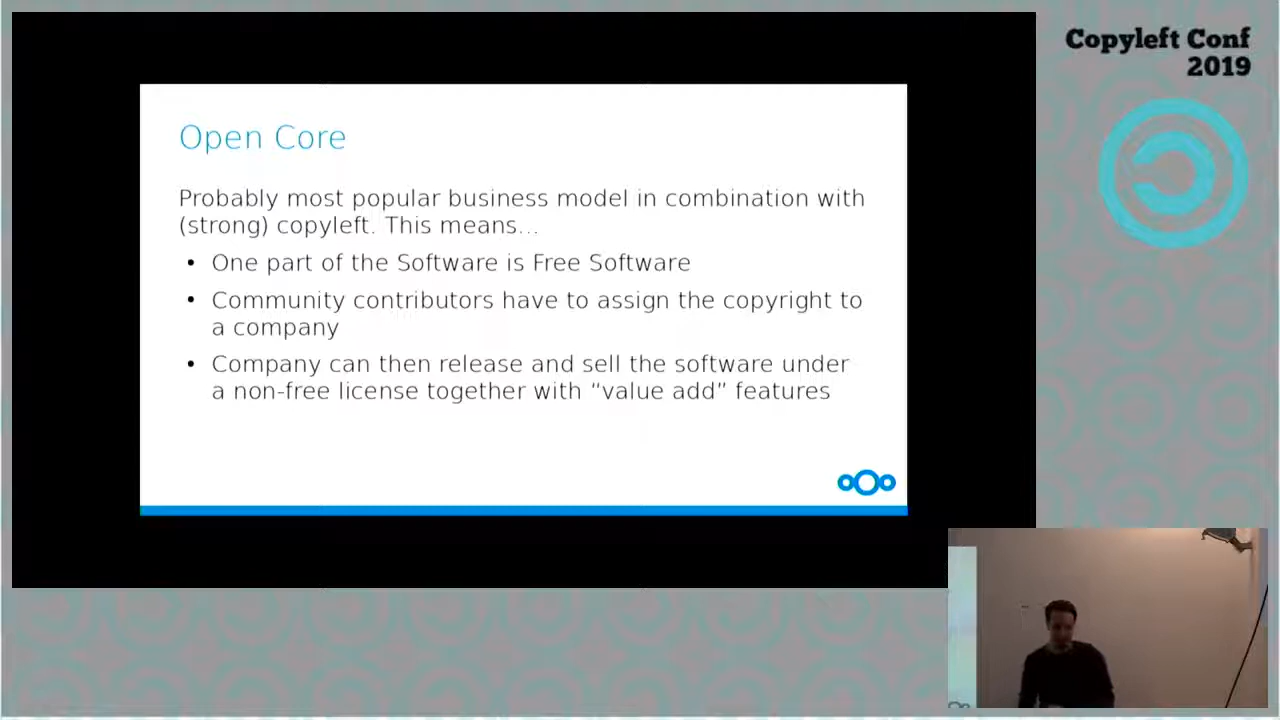 Copyleft Conf
2019
Open Core
Probably most popular business model in combination with
(strong) copyleft. This means...
• One part of the Software is Free Software
• Community contributors have to assign the copyright to
a company
• Company can then release and sell the software under
a non-free license together with “value add” features